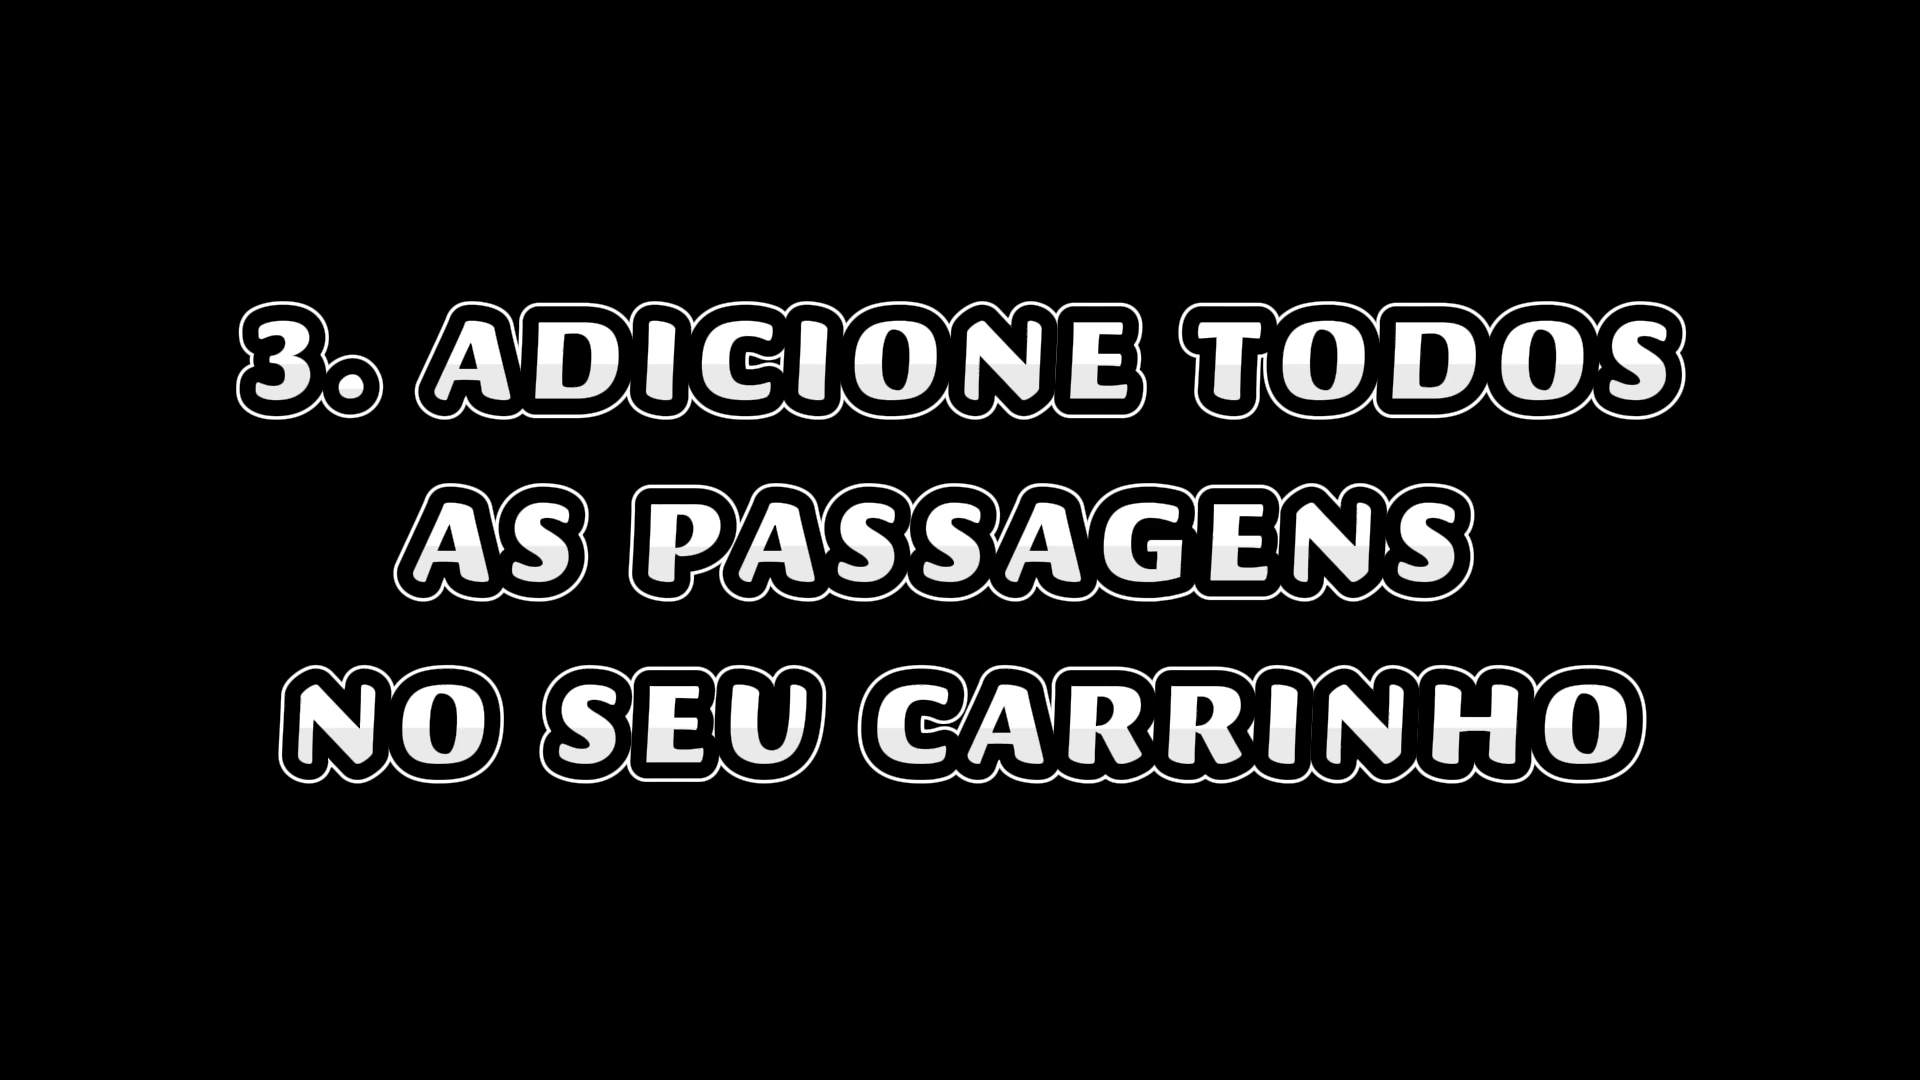 3. ADICIONE TODOS
AS PASSAGENS
NO SEU CARRINHO